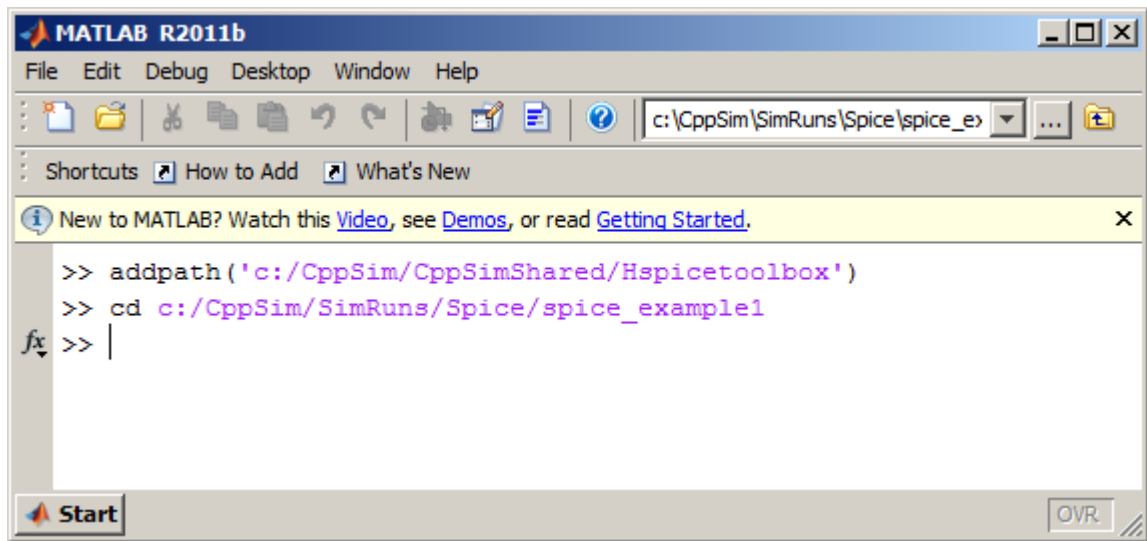 MATLAB R2011b
File Edit Debug Desktop Window Help
c:\CppSim\SimRuns\Spice\spice_ex ...
Shortcuts How to Add What's New
New to MATLAB? Watch this Video, see Demos, or read Getting Started.
>> addpath('c:/CppSim/CppSimShared/Hspicetoolbox')
>> cd c:/CppSim/SimRuns/Spice/spice_example1
fx >>
Start OVR